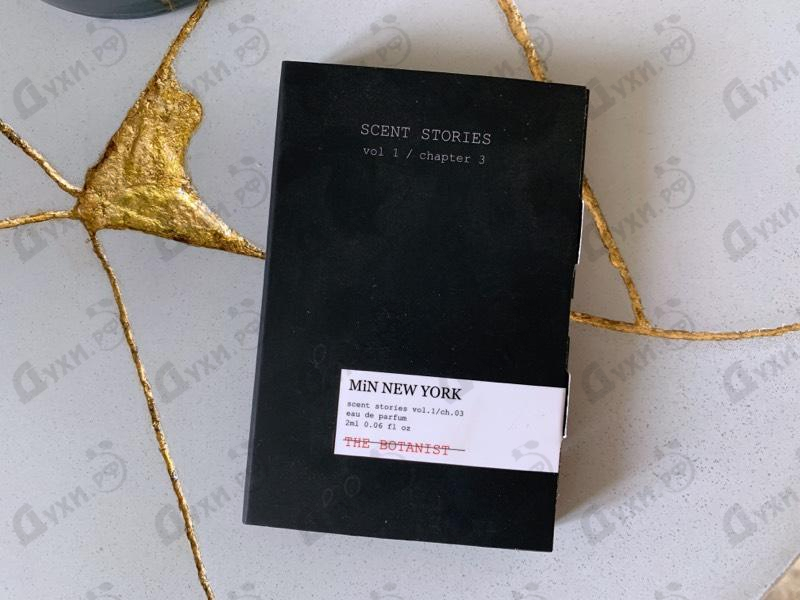 SCENT STORIES
vol 1 / chapter 3
MiN NEW YORK
scent stories vol.1/ch.03
eau de parfum
2ml 0.06 fl oz
THE BOTANIST
Духи.РФ